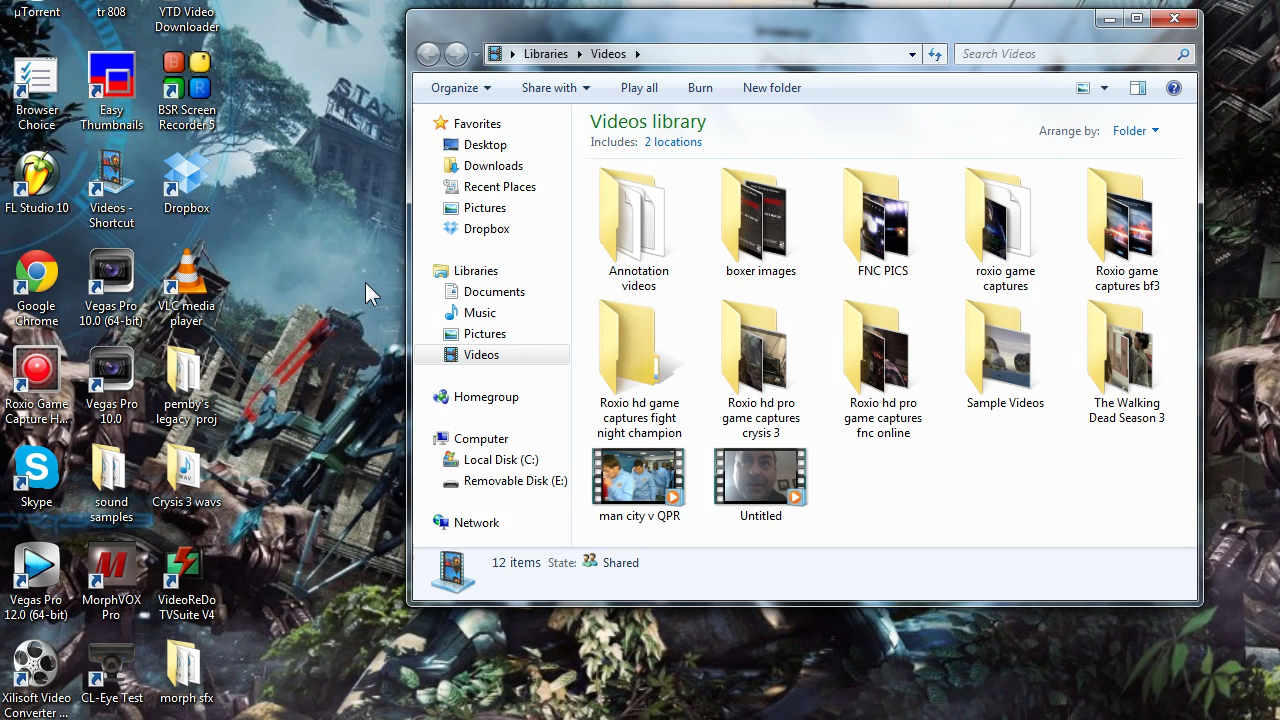 µTorrent
tr 808
YTD Video
Downloader
Browser
Choice
Easy
Thumbnails
BSR Screen
Recorder 5
FL Studio 10
Videos -
Shortcut
Dropbox
Google
Chrome
Vegas Pro
10.0 (64-bit)
VLC media
player
Roxio Game
Capture H...
Vegas Pro
10.0
pemby's
legacy proj
Skype
sound
samples
Crysis 3 wavs
Vegas Pro
12.0 (64-bit)
MorphVOX
Pro
VideoReDo
TVSuite V4
Xilisoft Video
Converter ...
CL-Eye Test
morph sfx
Libraries
Videos
Search Videos
Organize
Share with
Play all
Burn
New folder
Favorites
Desktop
Downloads
Recent Places
Pictures
Dropbox
Libraries
Documents
Music
Pictures
Videos
Homegroup
Computer
Local Disk (C:)
Removable Disk (E:)
Network
Videos library
Includes: 2 locations
Arrange by: Folder
Annotation
videos
boxer images
FNC PICS
roxio game
captures
Roxio game
captures bf3
Roxio hd game
captures fight
night champion
Roxio hd pro
game captures
crysis 3
Roxio hd pro
game captures
fnc online
Sample Videos
The Walking
Dead Season 3
man city v QPR
Untitled
12 items State: Shared